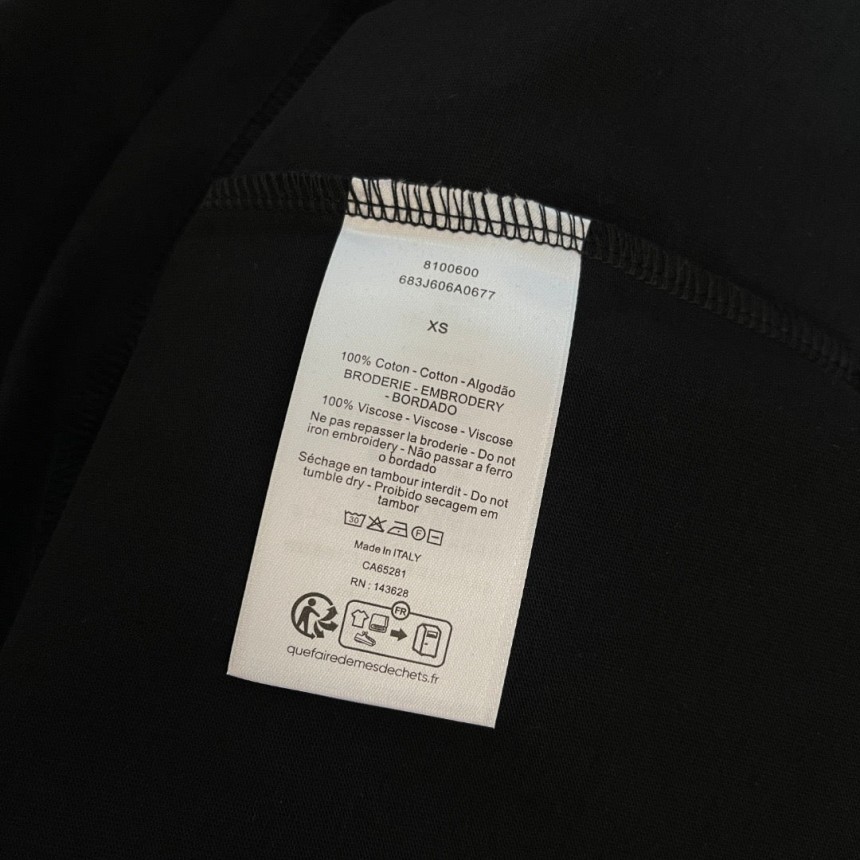 8100600
683J606A0677
XS
100% Coton - Cotton - Algodão
BRODERIE - EMBRODERY
- BORDADO
100% Viscose - Viscose - Viscose
Ne pas repasser la broderie - Do not
iron embroidery - Não passar a ferro
o bordado
Séchage en tambour interdit - Do not
tumble dry - Proibido secagem em
tambor
30 F
Made In ITALY
CA65281
RN : 143628
FR
quefairedemesdechets.fr